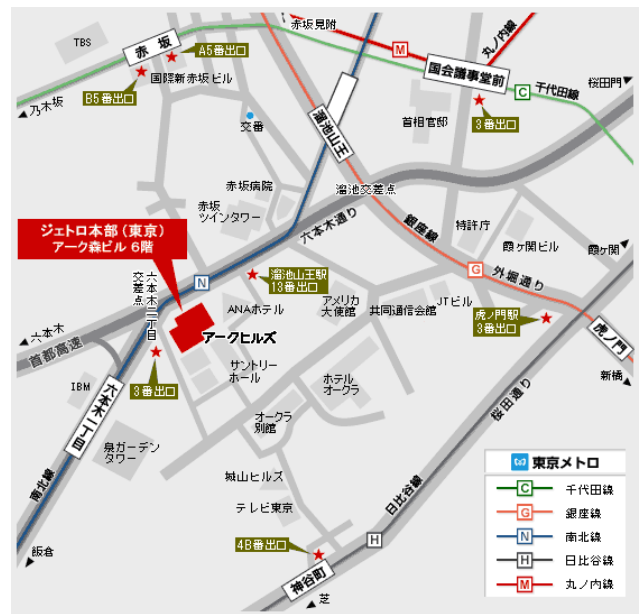 赤坂見附
丸ノ内線
TBS
赤坂
A5番出口
M
国会議事堂前
国際新赤坂ビル
B5番出口
乃木坂
C
千代田線
桜田門
首相官邸
3番出口
交番
溜池山王
赤坂病院
溜池交差点
赤坂
ツインタワー
六本木通り
銀座線
特許庁
霞ヶ関ビル
霞ヶ関
ジェトロ本部（東京）
アーク森ビル 6階
六本木二丁目
交差点
N
溜池山王駅
13番出口
G
外堀通り
ANAホテル
アメリカ
大使館
共同通信会館
JTビル
虎ノ門駅
3番出口
虎ノ門
六本木
首都高速
アークヒルズ
3番出口
サントリー
ホール
ホテル
オークラ
新橋
IBM
六本木一丁目
オークラ
別館
桜田通り
泉ガーデン
タワー
城山ヒルズ
日比谷線
南北線
テレビ東京
飯倉
4B番出口
H
神谷町
芝
東京メトロ
C 千代田線
G 銀座線
N 南北線
H 日比谷線
M 丸ノ内線